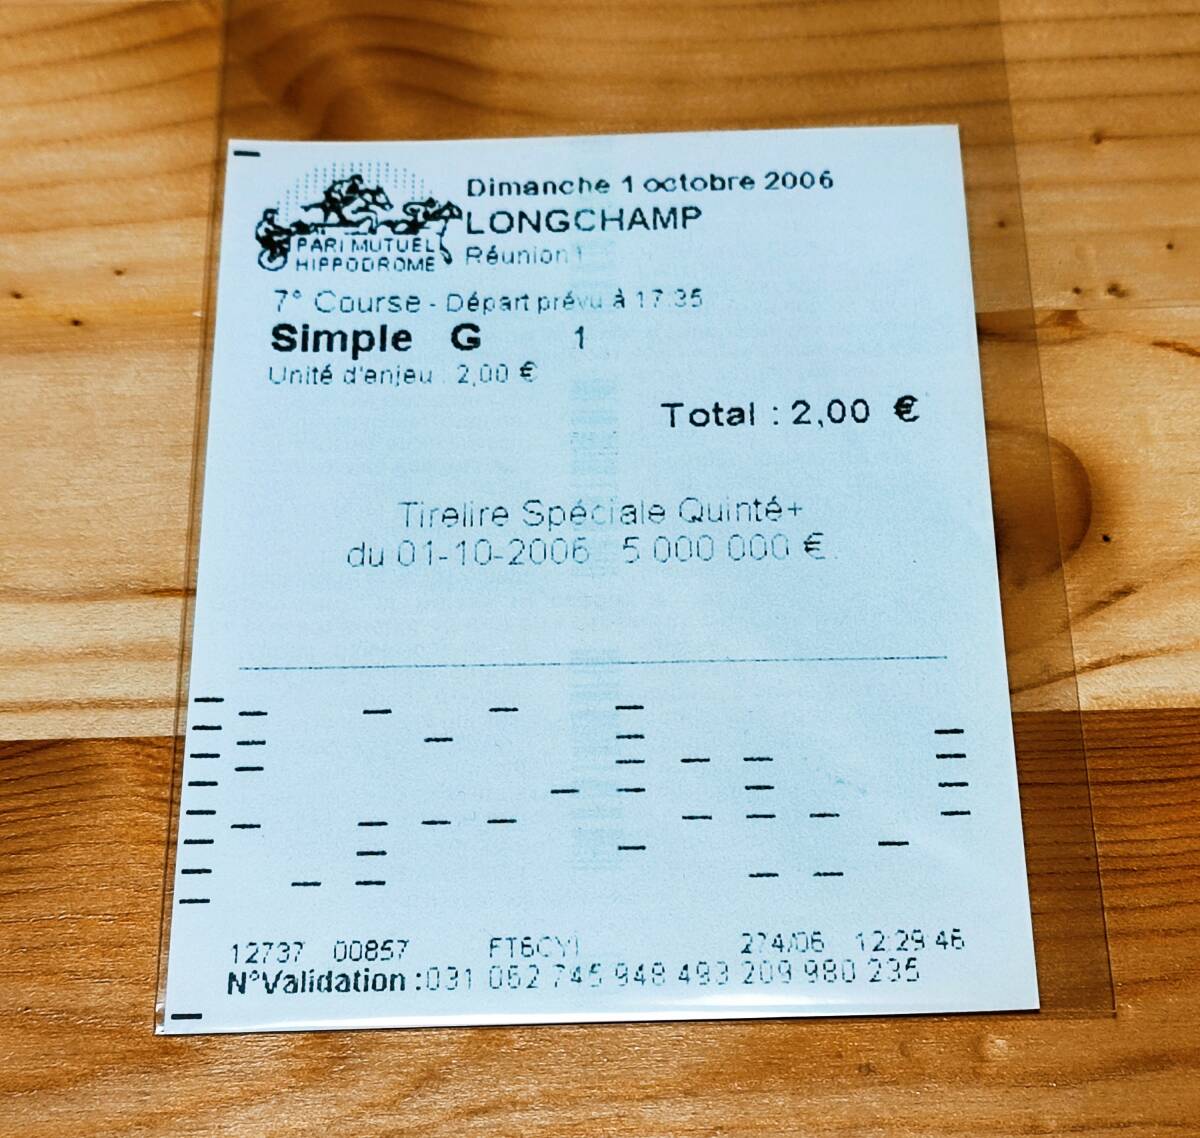 Dimanche 1 octobre 2006
LONGCHAMP
PARI MUTUEL
HIPPODROME
Réunion 1
7° Course - Départ prévu à 17:35
Simple G 1
Unité d'enjeu : 2,00 €
Total : 2,00 €
Tirelire Spéciale Quinté+
du 01-10-2006 5 000 000 €.
12737 00857 274/06 12:29:46
N°Validation : 031 052 745 948 493 209 980 235